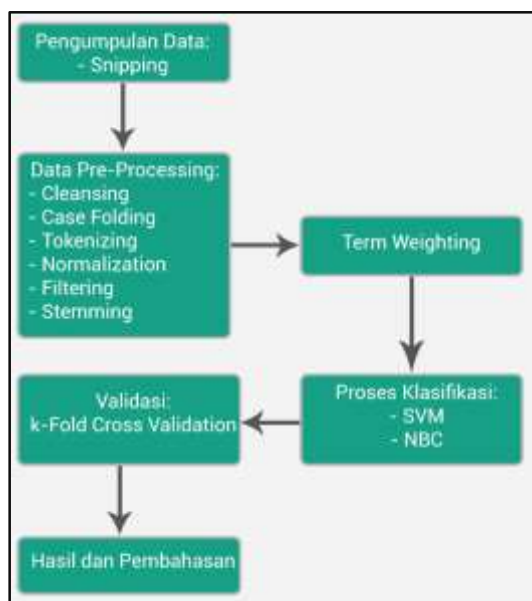 Pengumpulan Data:
- Snipping
Data Pre-Processing:
- Cleansing
- Case Folding
- Tokenizing
- Normalization
- Filtering
- Stemming
Term Weighting
Proses Klasifikasi:
- SVM
- NBC
Validasi:
k-Fold Cross Validation
Hasil dan Pembahasan